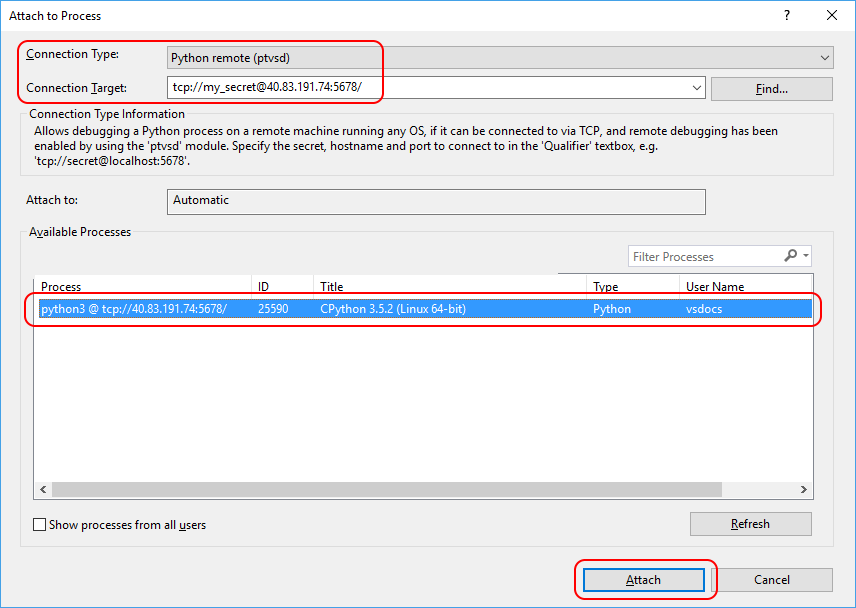 Attach to Process
Connection Type: Python remote (ptvsd)
Connection Target: tcp://my_secret@40.83.191.74:5678/ Find...
Connection Type Information
Allows debugging a Python process on a remote machine running any OS, if it can be connected to via TCP, and remote debugging has been
enabled by using the 'ptvsd' module. Specify the secret, hostname and port to connect to in the 'Qualifier' textbox, e.g.
'tcp://secret@localhost:5678'.
Attach to: Automatic
Available Processes
Filter Processes
Process ID Title Type User Name
python3 @ tcp://40.83.191.74:5678/ 25590 CPython 3.5.2 (Linux 64-bit) Python vsdocs
Show processes from all users Refresh
Attach Cancel